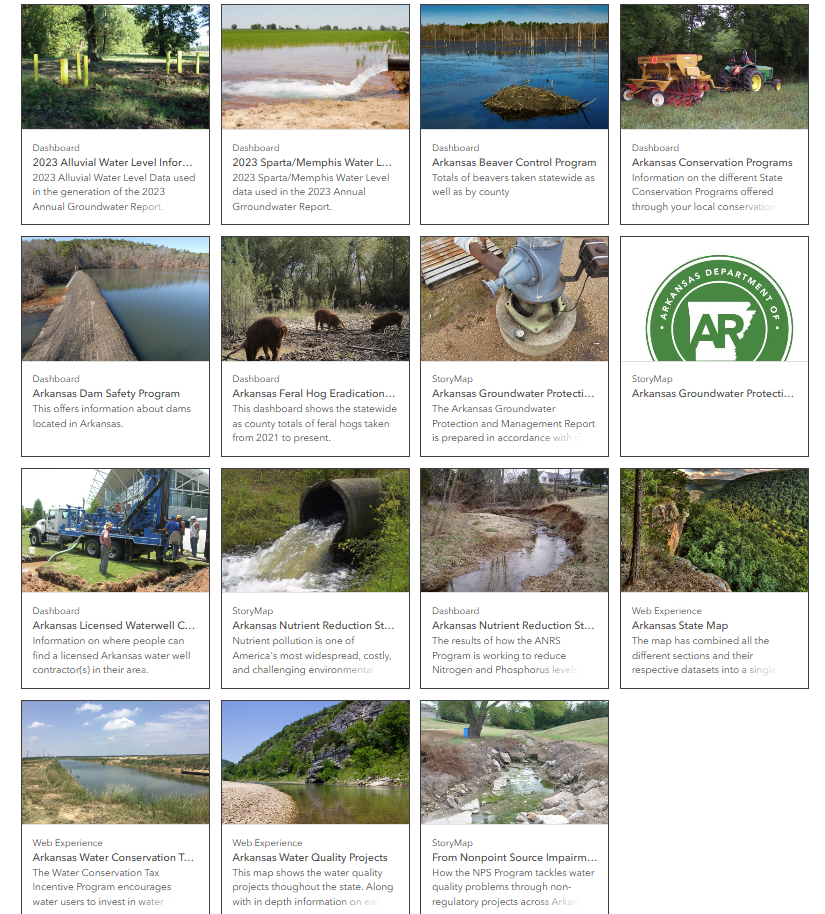 Dashboard
2023 Alluvial Water Level Infor...
2023 Alluvial Water Level Data used
in the generation of the 2023
Annual Groundwater Report.
Dashboard
2023 Sparta/Memphis Water L...
2023 Sparta/Memphis Water Level
data used in the 2023 Annual
Grroundwater Report.
Dashboard
Arkansas Beaver Control Program
Totals of beavers taken statewide as
well as by county
Dashboard
Arkansas Conservation Programs
Information on the different State
Conservation Programs offered
through your local conservation
Dashboard
Arkansas Dam Safety Program
This offers information about dams
located in Arkansas.
Dashboard
Arkansas Feral Hog Eradication...
This dashboard shows the statewide
as county totals of feral hogs taken
from 2021 to present.
StoryMap
Arkansas Groundwater Protecti...
The Arkansas Groundwater
Protection and Management Report
is prepared in accordance with
ARKANSAS DEPARTMENT OF
AR
StoryMap
Arkansas Groundwater Protecti...
Dashboard
Arkansas Licensed Waterwell C...
Information on where people can
find a licensed Arkansas water well
contractor(s) in their area.
StoryMap
Arkansas Nutrient Reduction St...
Nutrient pollution is one of
America's most widespread, costly,
and challenging environmental
Dashboard
Arkansas Nutrient Reduction St...
The results of how the ANRS
Program is working to reduce
Nitrogen and Phosphorus levels
Web Experience
Arkansas State Map
The map has combined all the
different sections and their
respective datasets into a single
Web Experience
Arkansas Water Conservation T...
The Water Conservation Tax
Incentive Program encourages
water users to invest in water
Web Experience
Arkansas Water Quality Projects
This map shows the water quality
projects thoughout the state. Along
with in depth information on
StoryMap
From Nonpoint Source Impairm...
How the NPS Program tackles water
quality problems through non-
regulatory projects across